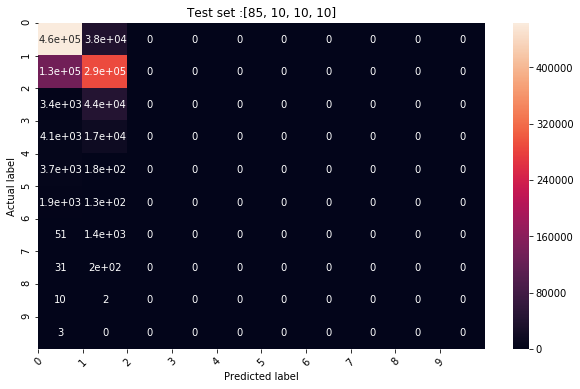 Test set :[85, 10, 10, 10]
0 4.6e+05 3.8e+04 0 0 0 0 0 0 0 0
1 1.3e+05 2.9e+05 0 0 0 0 0 0 0 0
2 3.4e+03 4.4e+04 0 0 0 0 0 0 0 0
3 4.1e+03 1.7e+04 0 0 0 0 0 0 0 0
4 3.7e+03 1.8e+02 0 0 0 0 0 0 0 0
5 1.9e+03 1.3e+02 0 0 0 0 0 0 0 0
6 51 1.4e+03 0 0 0 0 0 0 0 0
7 31 2e+02 0 0 0 0 0 0 0 0
8 10 2 0 0 0 0 0 0 0 0
9 3 0 0 0 0 0 0 0 0 0
0 1 2 3 4 5 6 7 8 9
Actual label
Predicted label
400000
320000
240000
160000
80000
0